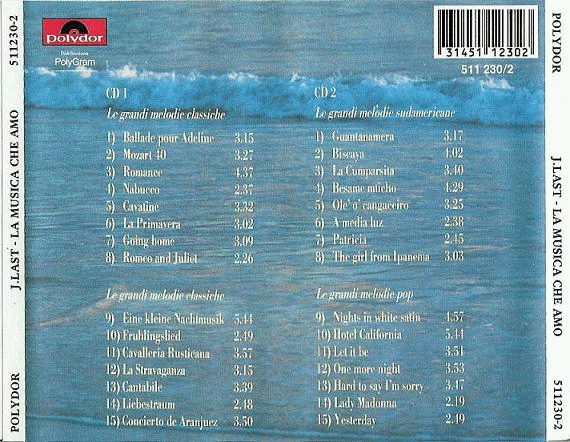 polydor
Distribuzione
PolyGram
31451 12302
511 230/2
CD 1
Le grandi melodie classiche
1) Ballade pour Adeline 3.15
2) Mozart 40 3.27
3) Romance 4.37
4) Nabucco 2.37
5) Cavatine 3.32
6) La Primavera 3.02
7) Going home 3.09
8) Romeo and Juliet 2.26
Le grandi melodie classiche
9) Eine kleine Nachtmusik 5.44
10) Fruhlingslied 2.49
11) Cavalleria Rusticana 3.57
12) La Stravaganza 3.15
13) Cantabile 3.39
14) Liebestraum 2.48
15) Concierto de Aranjuez 3.50
CD 2
Le grandi melodie sudamericane
1) Guantanamera 3.17
2) Biscaya 4.02
3) La Cumparsita 3.40
4) Besame mucho 4.29
5) Ole' o' cangaceiro 3.25
6) A media luz 2.38
7) Patricia 2.45
8) The girl from Ipanema 3.03
Le grandi melodie pop
9) Nights in white satin 4.57
10) Hotel California 5.44
11) Let it be 3.51
12) One more night 3.53
13) Hard to say I'm sorry 3.47
14) Lady Madonna 2.19
15) Yesterday 2.49
POLYDOR J.LAST - LA MUSICA CHE AMO 511230-2
POLYDOR J.LAST - LA MUSICA CHE AMO 511230-2